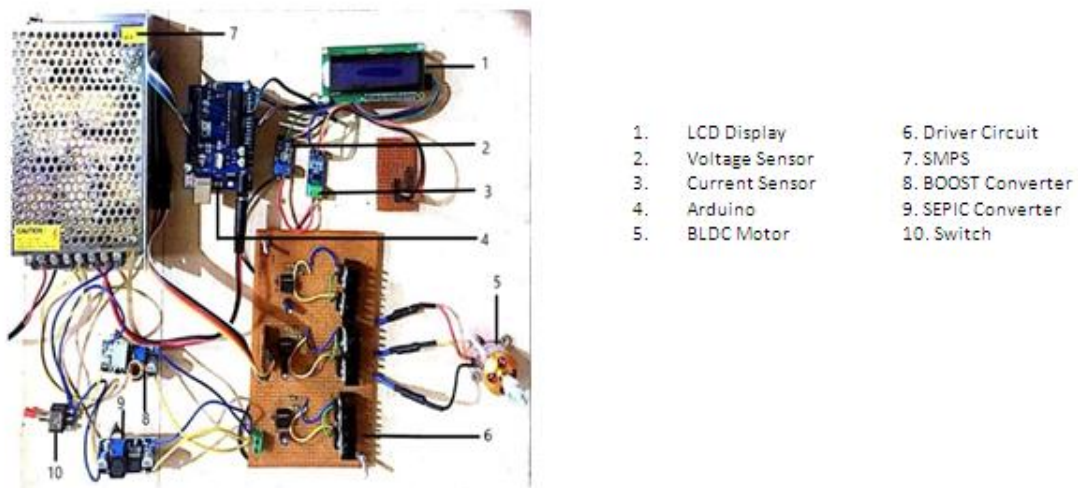 7
1
2
3
4
5
6
8
9
10
CAUTION
1. LCD Display
2. Voltage Sensor
3. Current Sensor
4. Arduino
5. BLDC Motor
6. Driver Circuit
7. SMPS
8. BOOST Converter
9. SEPIC Converter
10. Switch